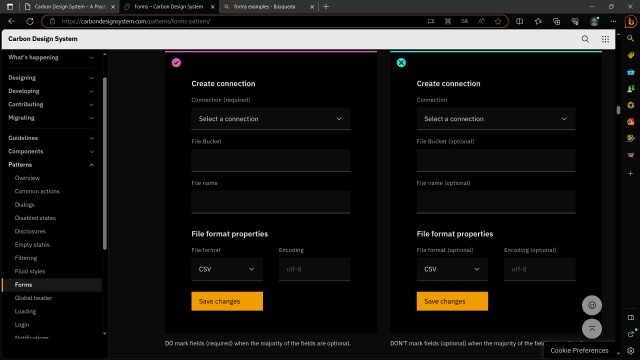 Carbon Design System – A Pract
Forms – Carbon Design System
forms examples - Búsqueda
https://carbondesignsystem.com/patterns/forms-pattern/
Carbon Design System
What's happening
Designing
Developing
Contributing
Migrating
Guidelines
Components
Patterns
Overview
Common actions
Dialogs
Disabled states
Disclosures
Empty states
Filtering
Fluid styles
Forms
Global header
Loading
Login
Notifications
Create connection
Connection (required)
Select a connection
File Bucket
File name
File format properties
File format
Encoding
CSV
utf-8
Save changes
DO mark fields (required) when the majority of the fields are optional.
Create connection
Connection
Select a connection
File Bucket (optional)
File name (optional)
File format properties
File format (optional)
Encoding (optional)
CSV
utf-8
Save changes
DON'T mark fields (optional) when the majority of the fields
Cookie Preferences